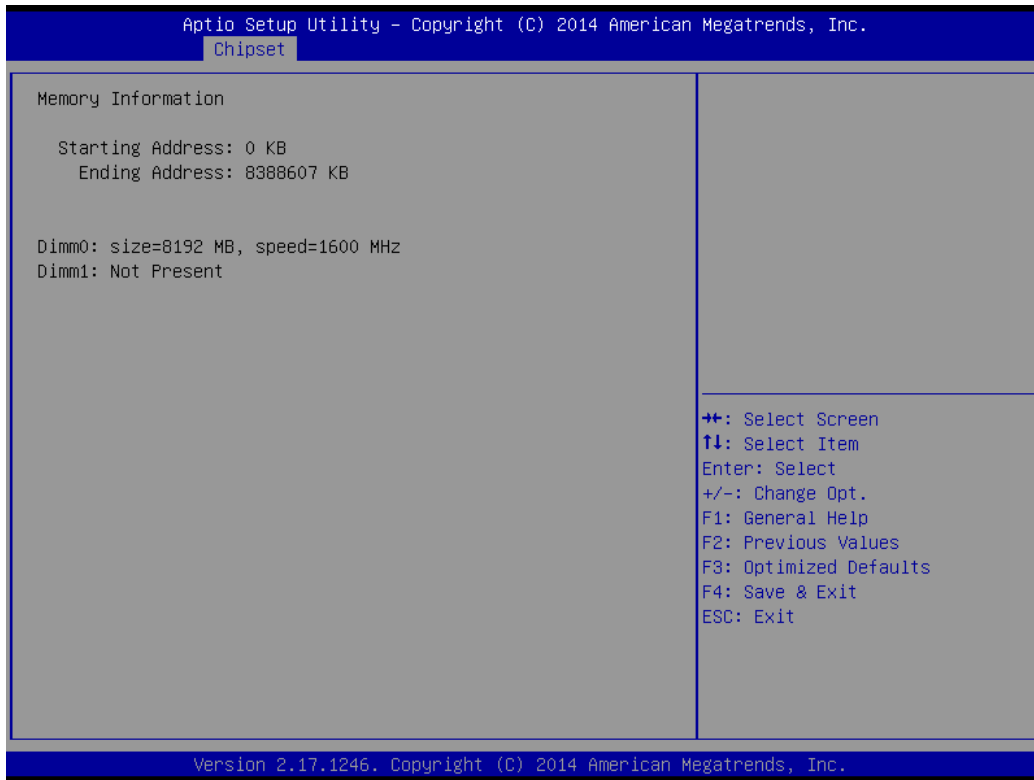 Aptio Setup Utility – Copyright (C) 2014 American Megatrends, Inc.
Chipset
Memory Information
Starting Address: 0 KB
Ending Address: 8388607 KB
Dimm0: size=8192 MB, speed=1600 MHz
Dimm1: Not Present
→←: Select Screen
↑↓: Select Item
Enter: Select
+/-: Change Opt.
F1: General Help
F2: Previous Values
F3: Optimized Defaults
F4: Save & Exit
ESC: Exit
Version 2.17.1246. Copyright (C) 2014 American Megatrends, Inc.